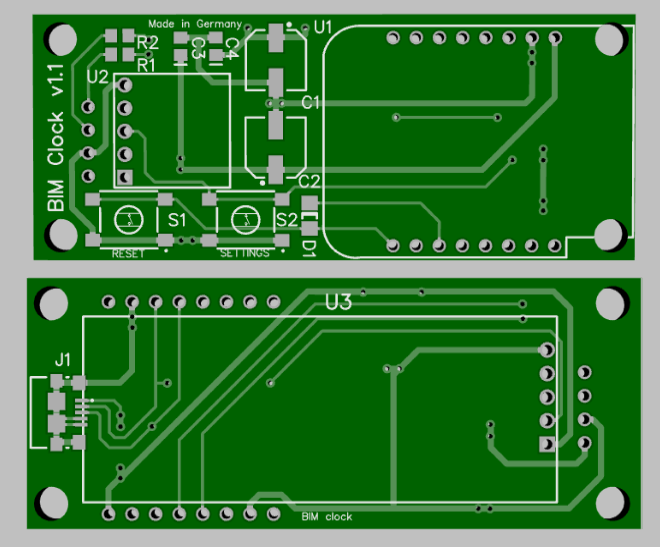 Made in Germany
U1
R2
R1
C3
C4
U2
BIM Clock v1.1
C1
C2
S1
S2
D1
RESET
SETTINGS
U3
J1
BIM clock